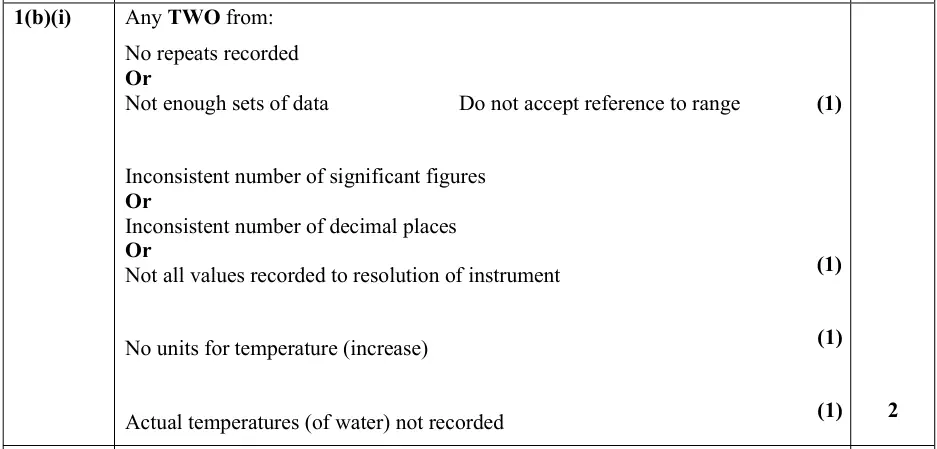 1(b)(i) Any TWO from:
No repeats recorded
Or
Not enough sets of data Do not accept reference to range (1)
Inconsistent number of significant figures
Or
Inconsistent number of decimal places
Or
Not all values recorded to resolution of instrument (1)
No units for temperature (increase) (1)
Actual temperatures (of water) not recorded (1) 2